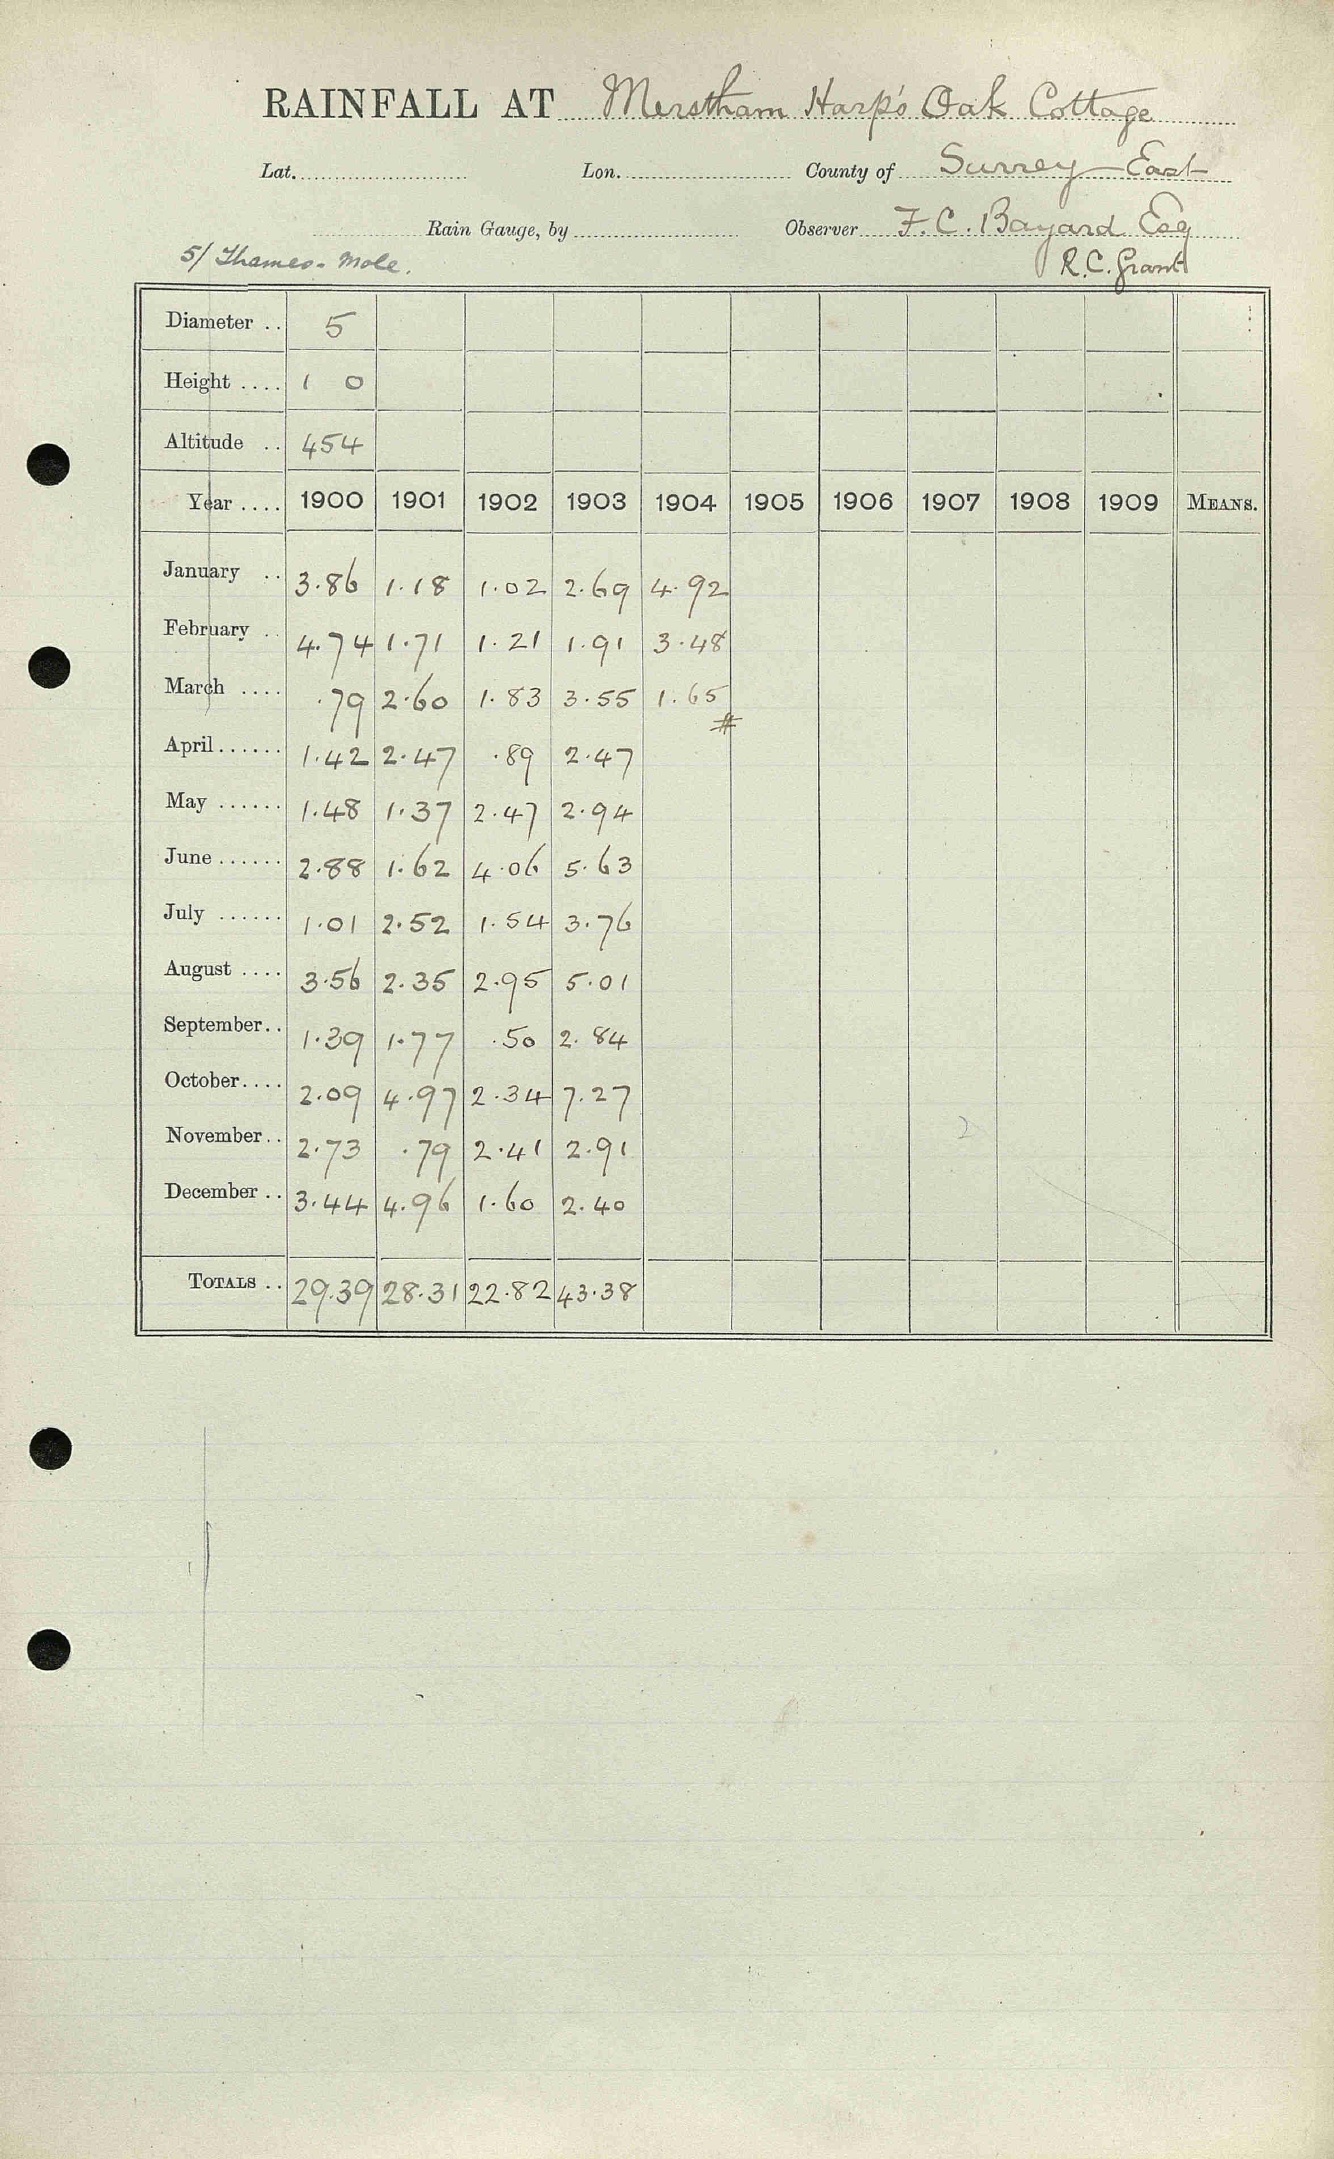 RAINFALL AT Merstham Harp's Oak Cottage
Lat. Lon. County of Surrey-East
Rain Gauge, by Observer F. C. Bayard Esq
5/ Thames - Mole. R.C. Grant
Diameter .. 5
Height .... 1 0
Altitude .. 454
Year .... 1900 1901 1902 1903 1904 1905 1906 1907 1908 1909 MEANS.
January .. 3.86 1.18 1.02 2.69 4.92
February .. 4.74 1.71 1.21 1.91 3.48
March .... .79 2.60 1.83 3.55 1.65
#
April...... 1.42 2.47 .89 2.47
May ...... 1.48 1.37 2.47 2.94
June ...... 2.88 1.62 4.06 5.63
July ...... 1.01 2.52 1.54 3.76
August .... 3.56 2.35 2.95 5.01
September.. 1.39 1.77 .50 2.84
October.... 2.09 4.97 2.34 7.27
November.. 2.73 .79 2.41 2.91
2
December .. 3.44 4.96 1.60 2.40
TOTALS .. 29.39 28.31 22.82 43.38